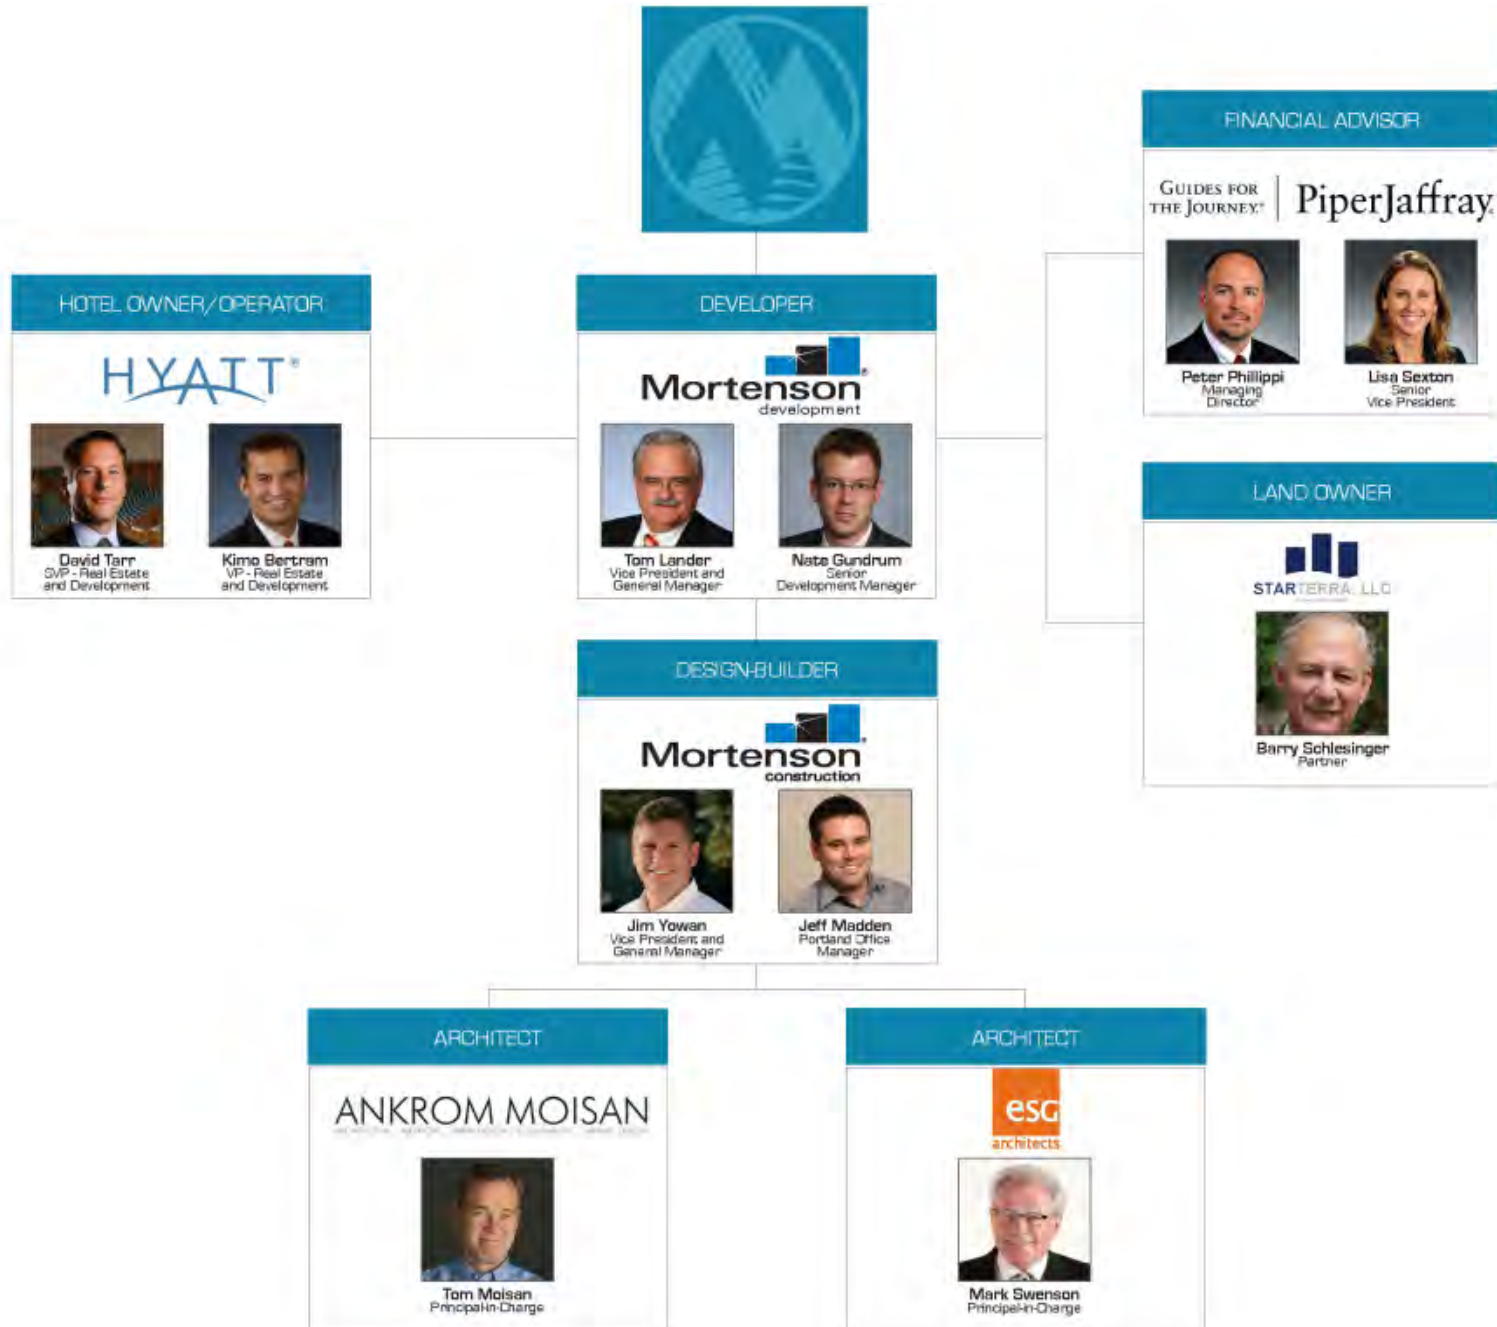 FINANCIAL ADVISOR
GUIDES FOR
THE JOURNEY.®
PiperJaffray.
Peter Phillippi
Managing
Director
Lisa Sexton
Senior
Vice President
HOTEL OWNER/OPERATOR
HYATT®
David Tarr
SVP - Real Estate
and Development
Kimo Bertram
VP - Real Estate
and Development
DEVELOPER
Mortenson®
development
Tom Lander
Vice President and
General Manager
Nate Gundrum
Senior
Development Manager
LAND OWNER
STARTERRA, LLC
Barry Schlesinger
Partner
DESIGN-BUILDER
Mortenson®
construction
Jim Yowan
Vice President and
General Manager
Jeff Madden
Portland Office
Manager
ARCHITECT
ANKROM MOISAN
Tom Moisan
Principal-in-Charge
ARCHITECT
esg
architects
Mark Swenson
Principal-in-Charge